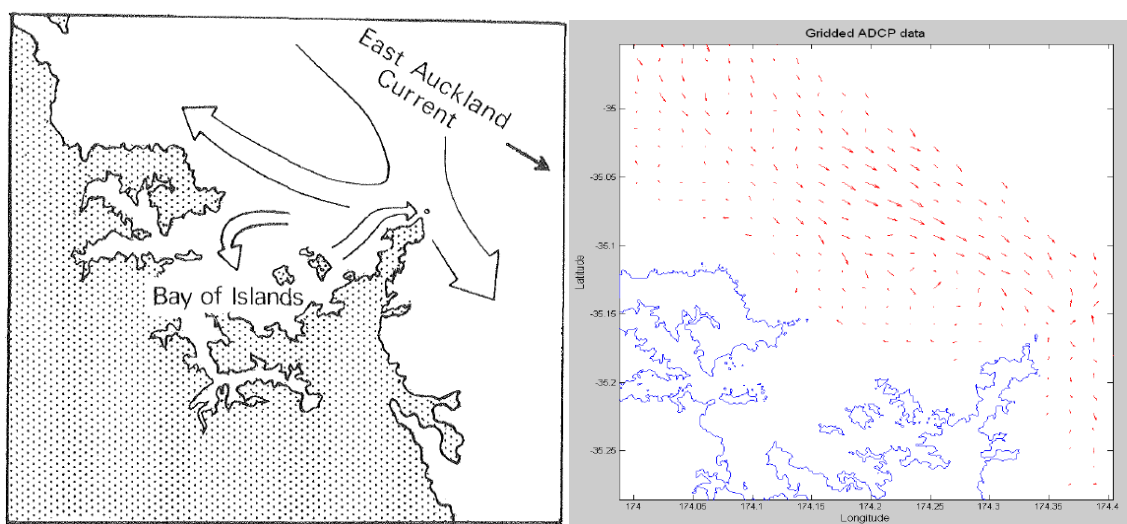 East Auckland
Current
Bay of Islands
Gridded ADCP data
-35
-35.05
-35.1
-35.15
-35.2
-35.25
Latitude
174
174.05
174.1
174.15
174.2
174.25
174.3
174.35
174.4
Longitude